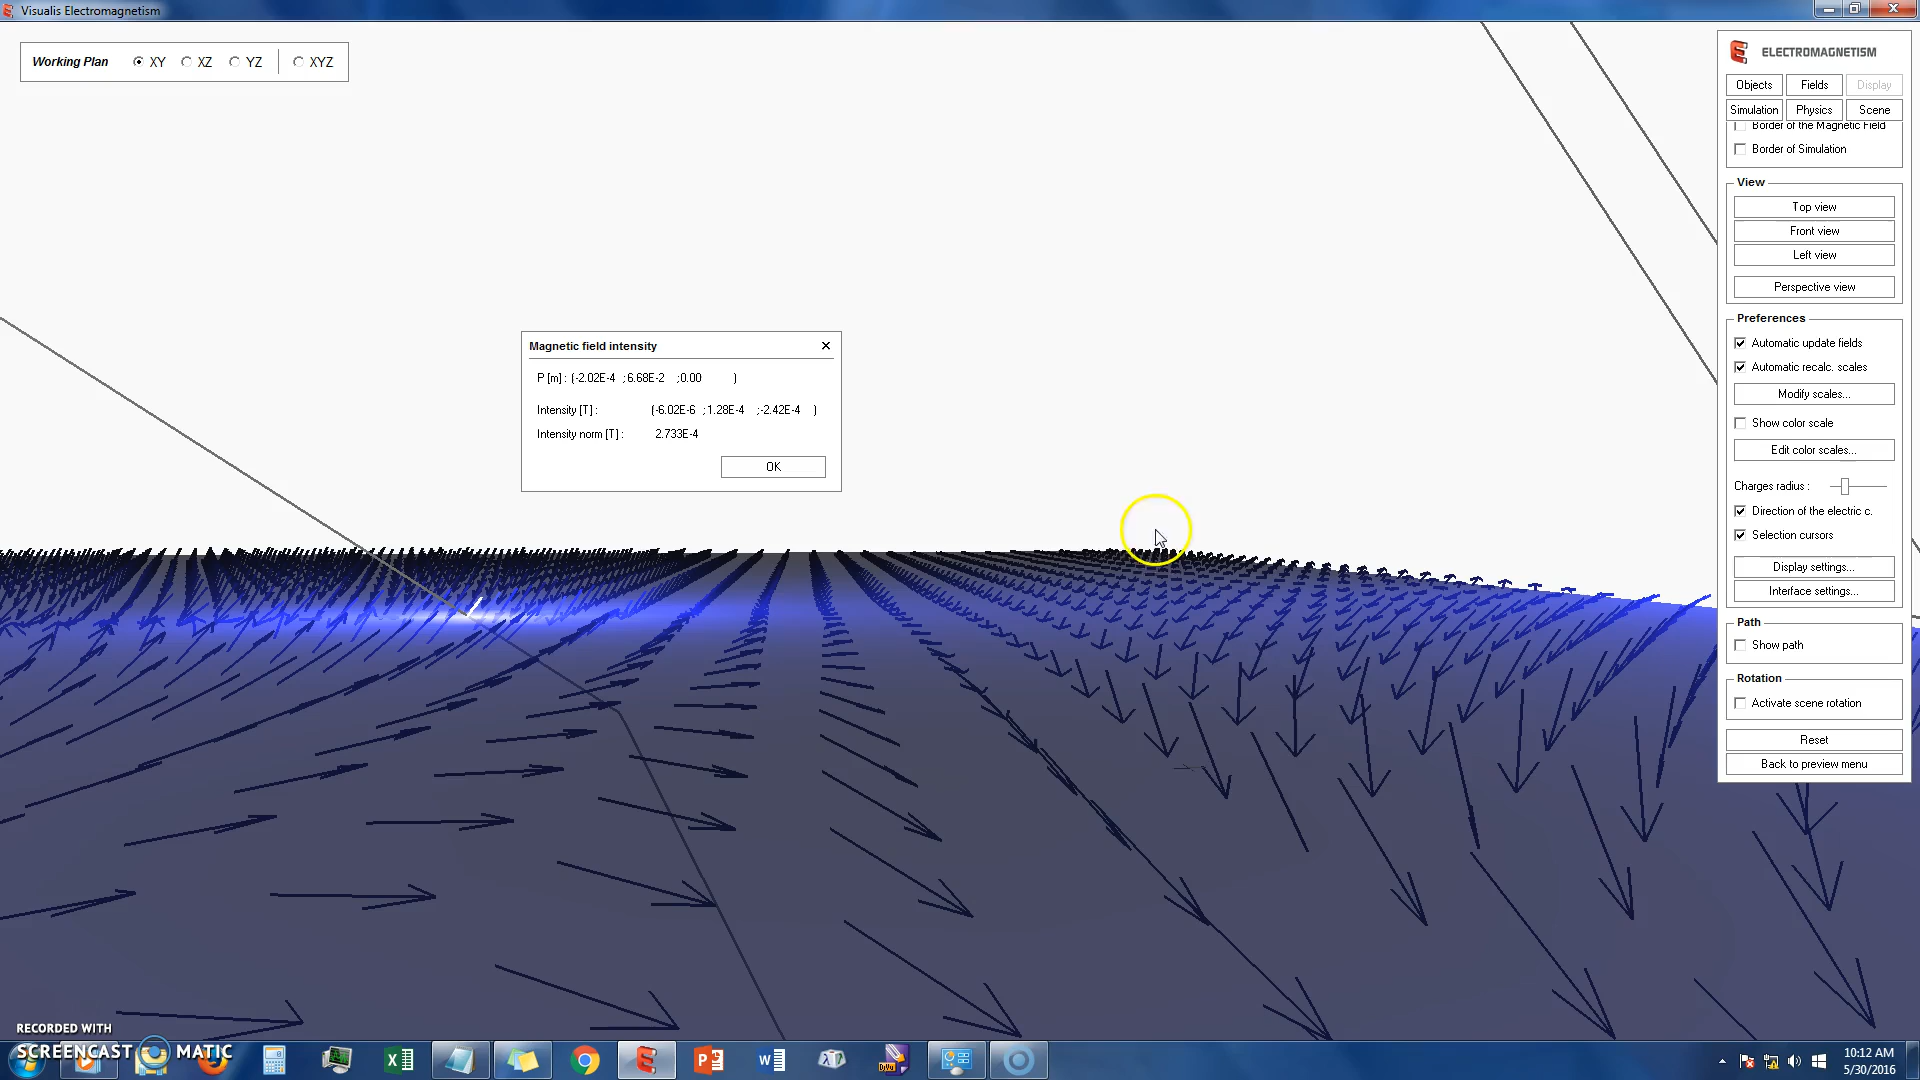 Visualis Electromagnetism
Working Plan XY XZ YZ XYZ
ELECTROMAGNETISM
Objects Fields Display
Simulation Physics Scene
Border of the Magnetic Field
Border of Simulation
View
Top view
Front view
Left view
Perspective view
Preferences
Automatic update fields
Automatic recalc. scales
Modify scales...
Show color scale
Edit color scales...
Charges radius :
Direction of the electric c.
Selection cursors
Display settings...
Interface settings...
Path
Show path
Rotation
Activate scene rotation
Reset
Back to preview menu
Magnetic field intensity
P [m] : (-2.02E-4 ;6.68E-2 ;0.00 )
Intensity [T] : (-6.02E-6 ;1.28E-4 ;-2.42E-4 )
Intensity norm [T] : 2.733E-4
OK
RECORDED WITH
SCREENCAST MATIC
10:12 AM
5/30/2016